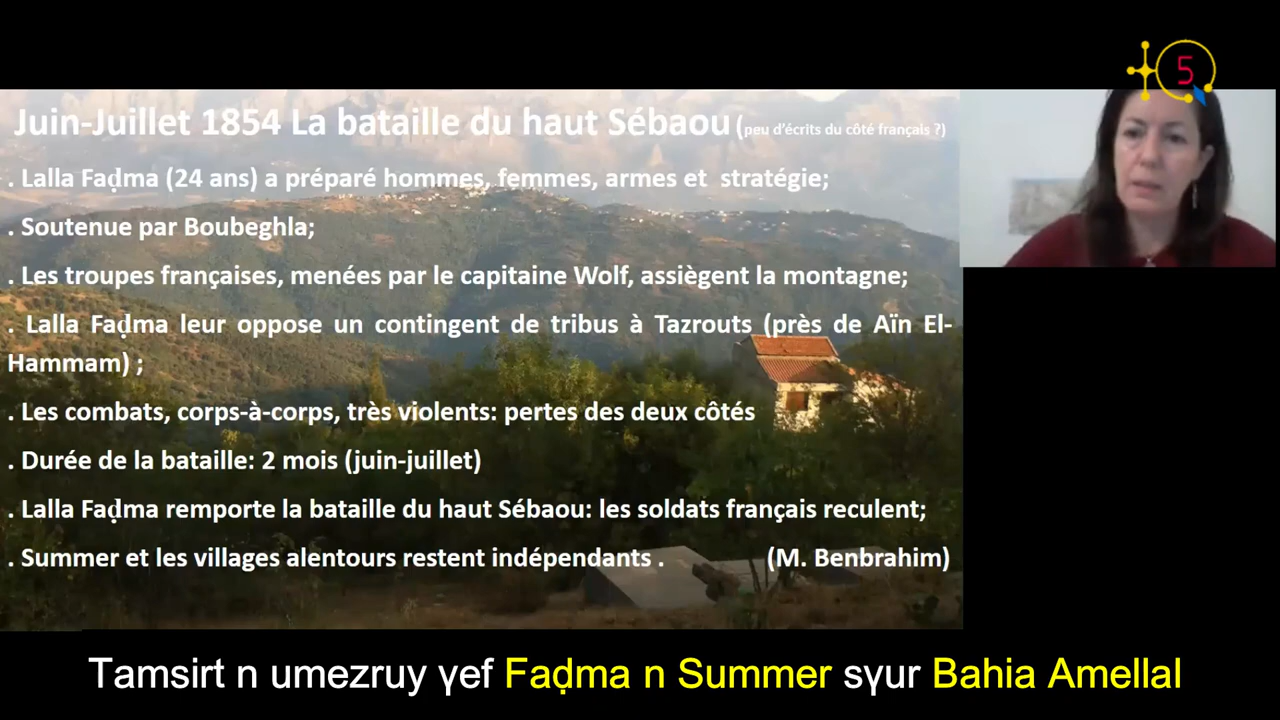 5
Juin-Juillet 1854 La bataille du haut Sébaou (peu d'écrits du côté français ?)
. Lalla Faḍma (24 ans) a préparé hommes, femmes, armes et stratégie;
. Soutenue par Boubeghla;
. Les troupes françaises, menées par le capitaine Wolf, assiègent la montagne;
. Lalla Faḍma leur oppose un contingent de tribus à Tazrouts (près de Aïn El-
Hammam) ;
. Les combats, corps-à-corps, très violents: pertes des deux côtés
. Durée de la bataille: 2 mois (juin-juillet)
. Lalla Faḍma remporte la bataille du haut Sébaou: les soldats français reculent;
. Summer et les villages alentours restent indépendants . (M. Benbrahim)
Tamsirt n umezruy γef Faḍma n Summer sγur Bahia Amellal